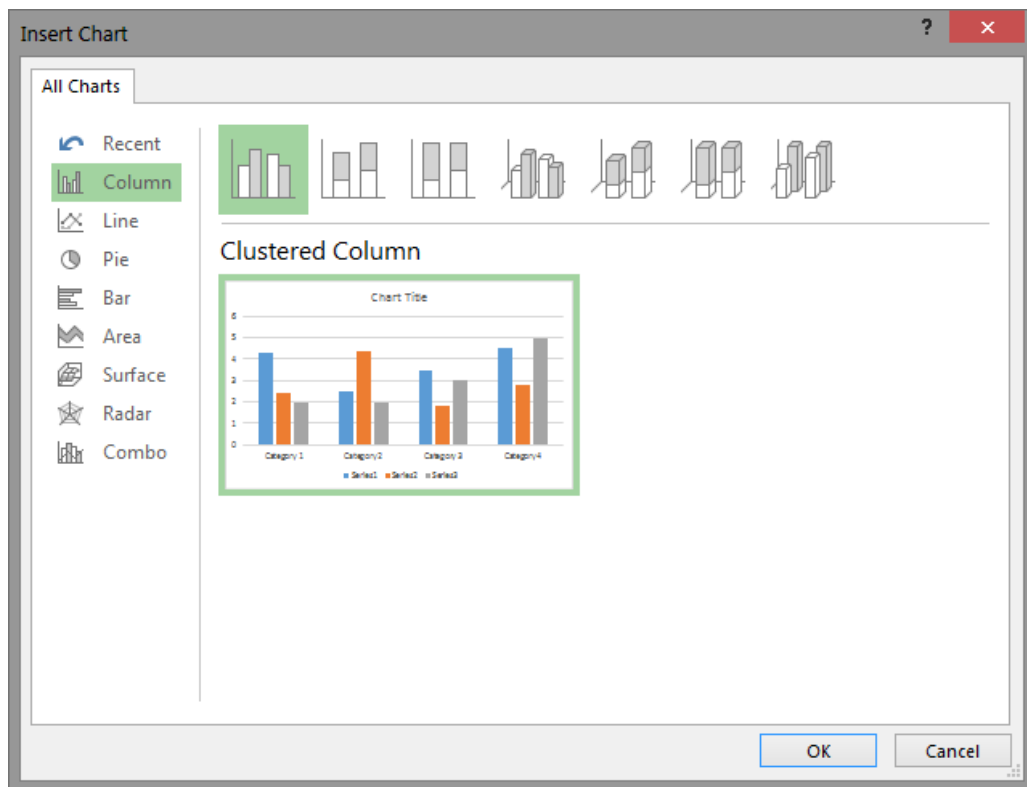 Insert Chart
?
All Charts
Recent
Column
Line
Pie
Bar
Area
Surface
Radar
Combo
Clustered Column
Chart Title
6
5
4
3
2
1
0
Category 1 Category 2 Category 3 Category 4
Series1 Series2 Series3
OK Cancel